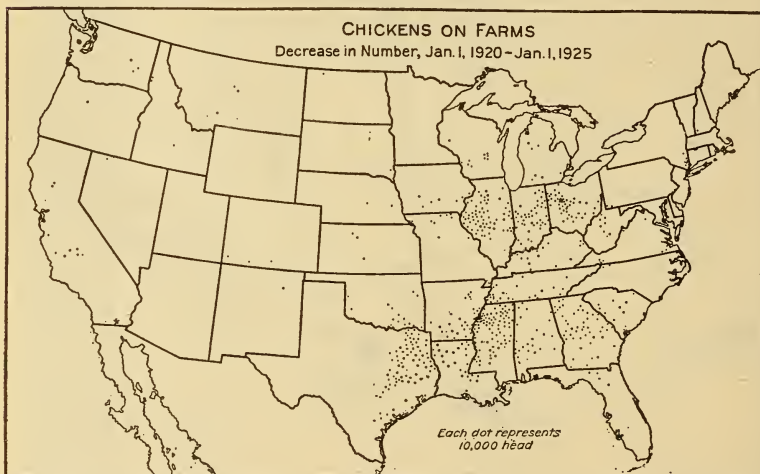 CHICKENS ON FARMS
Decrease in Number, Jan. 1, 1920-Jan. 1, 1925
Each dot represents
10,000 head